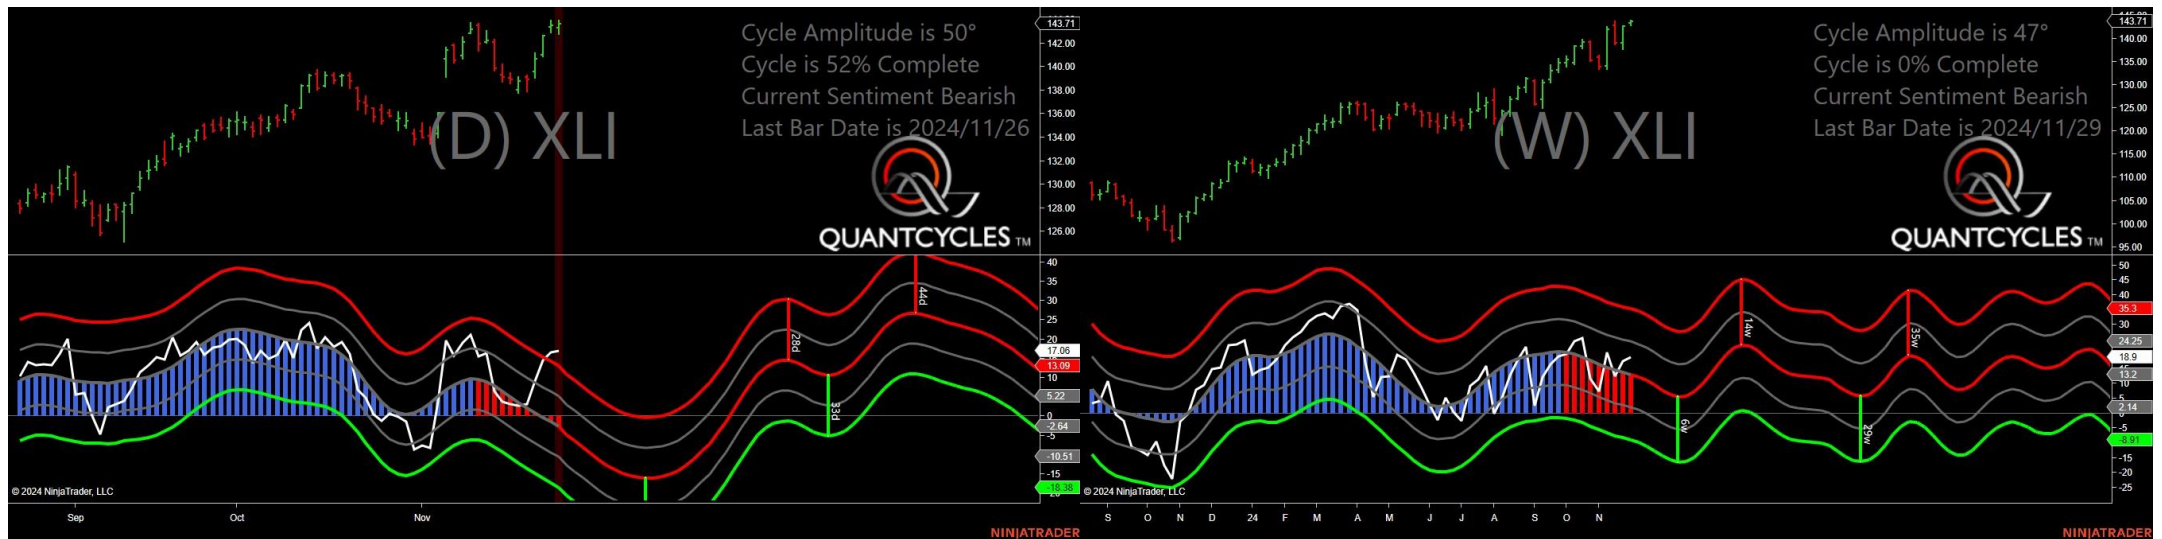 Cycle Amplitude is 50°
Cycle is 52% Complete
Current Sentiment Bearish
Last Bar Date is 2024/11/26
(D) XLI
QUANTCYCLES TM
143.71
142.00
140.00
138.00
136.00
134.00
132.00
130.00
128.00
126.00
40
35
30
25
20
17.06
13.09
10
5.22
0
-2.64
-5
-10.51
-15
-18.38
28d
33d
44d
© 2024 NinjaTrader, LLC
Sep
Oct
Nov
NINJATRADER
Cycle Amplitude is 47°
Cycle is 0% Complete
Current Sentiment Bearish
Last Bar Date is 2024/11/29
(W) XLI
QUANTCYCLES TM
143.71
140.00
135.00
130.00
125.00
120.00
115.00
110.00
105.00
100.00
95.00
50
45
40
35.3
30
24.25
18.9
13.2
10
5
2.14
-5
-8.91
-15
-20
-25
14w
35w
6w
29w
© 2024 NinjaTrader, LLC
S
O
N
D
24
F
M
A
M
J
J
A
S
O
N
NINJATRADER